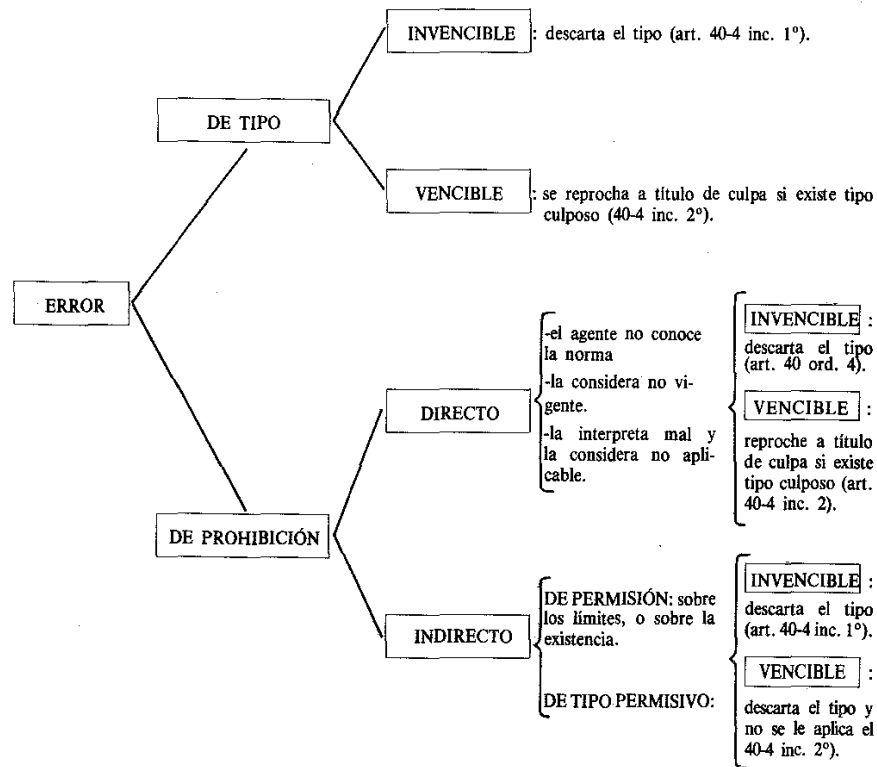 INVENCIBLE : descarta el tipo (art. 40-4 inc. 1º).
DE TIPO
VENCIBLE : se reprocha a título de culpa si existe tipo
culposo (40-4 inc. 2º).
ERROR
DE PROHIBICIÓN
DIRECTO
-el agente no conoce
la norma
-la considera no vi-
gente.
-la interpreta mal y
la considera no apli-
cable.
INVENCIBLE :
descarta el tipo
(art. 40 ord. 4).
VENCIBLE :
reproche a título
de culpa si existe
tipo culposo (art.
40-4 inc. 2).
INDIRECTO
DE PERMISIÓN: sobre
los límites, o sobre la
existencia.
DE TIPO PERMISIVO:
INVENCIBLE :
descarta el tipo
(art. 40-4 inc. 1º).
VENCIBLE :
descarta el tipo y
no se le aplica el
40-4 inc. 2º).